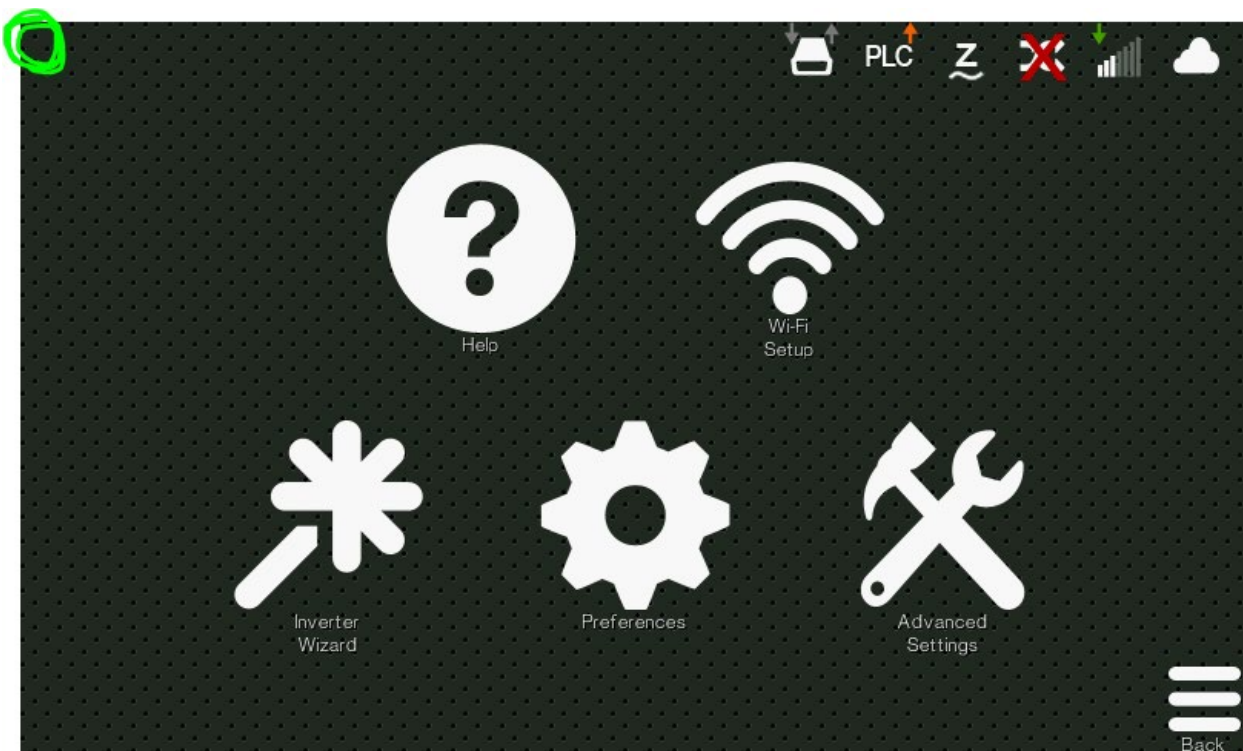 PLC Z
?
Help
Wi-Fi
Setup
Inverter
Wizard
Preferences
Advanced
Settings
Back